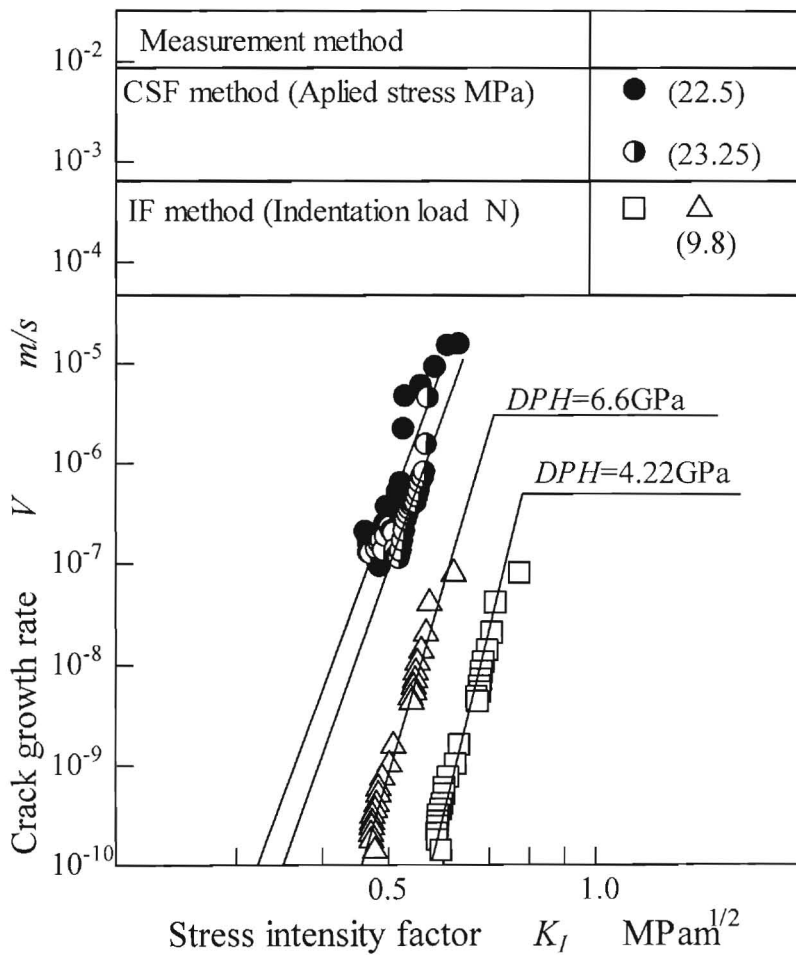 Measurement method
CSF method (Aplied stress MPa)
(22.5)
(23.25)
IF method (Indentation load N)
(9.8)
10⁻²
10⁻³
10⁻⁴
10⁻⁵
10⁻⁶
10⁻⁷
10⁻⁸
10⁻⁹
10⁻¹⁰
Crack growth rate V m/s
DPH=6.6GPa
DPH=4.22GPa
0.5 1.0
Stress intensity factor K_I MPam^1/2